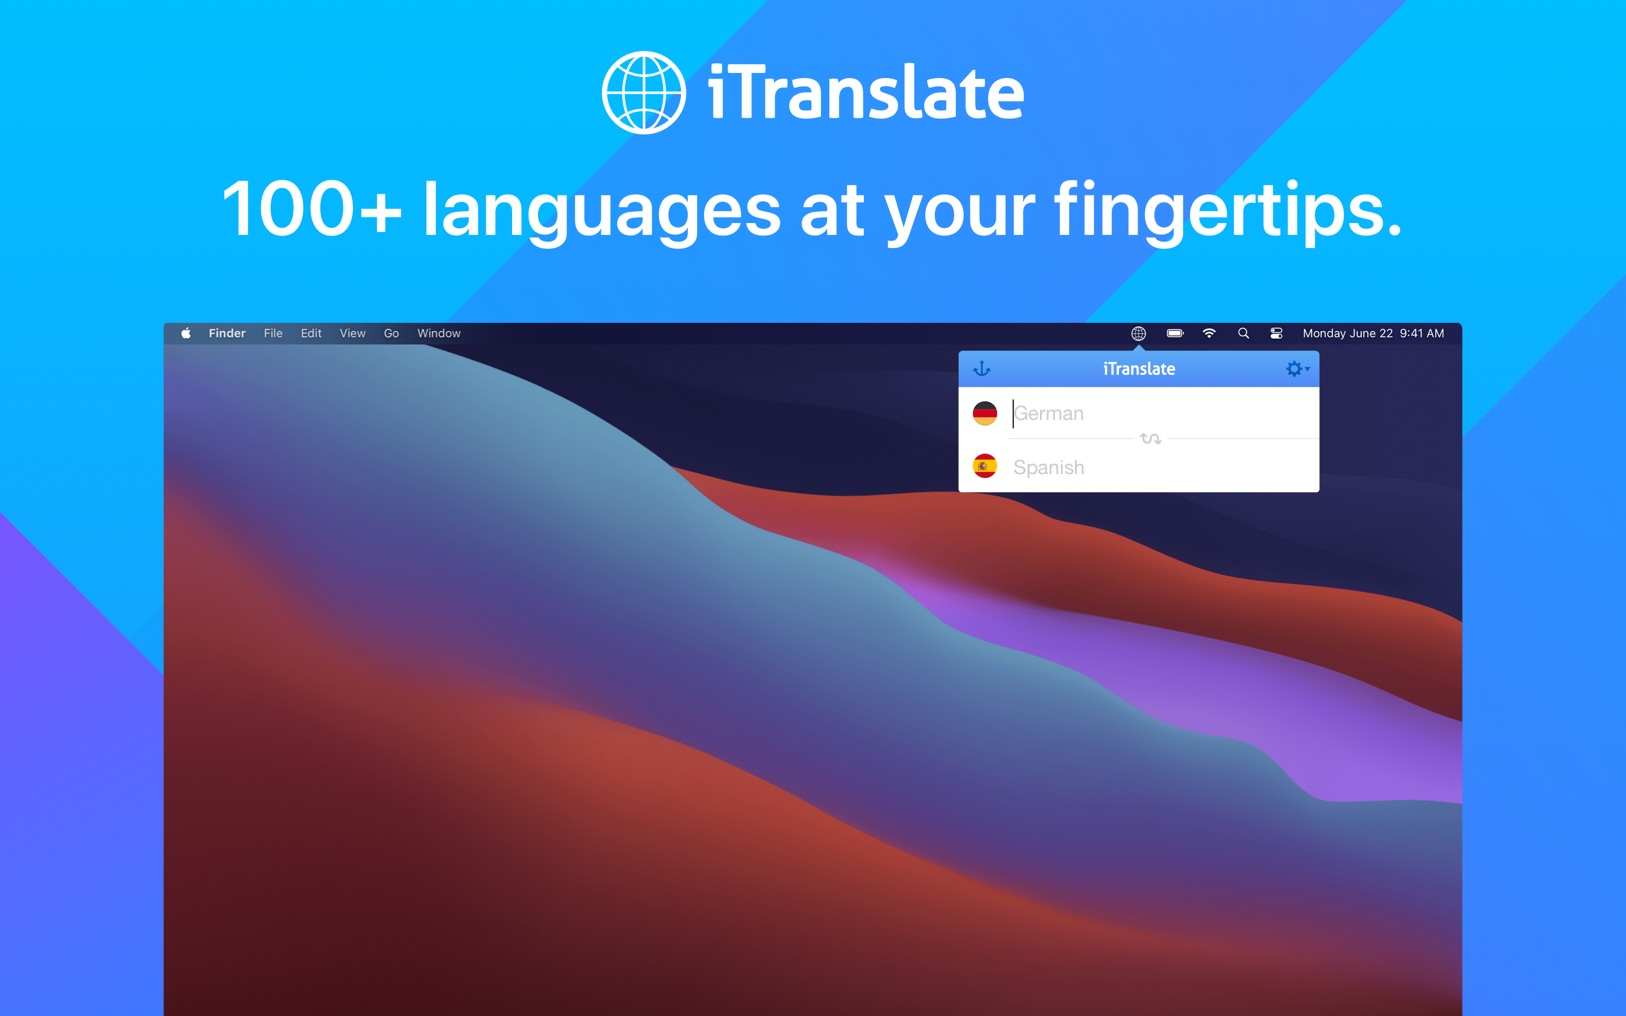 iTranslate
100+ languages at your fingertips.
Finder File Edit View Go Window Monday June 22 9:41 AM
iTranslate
German
Spanish